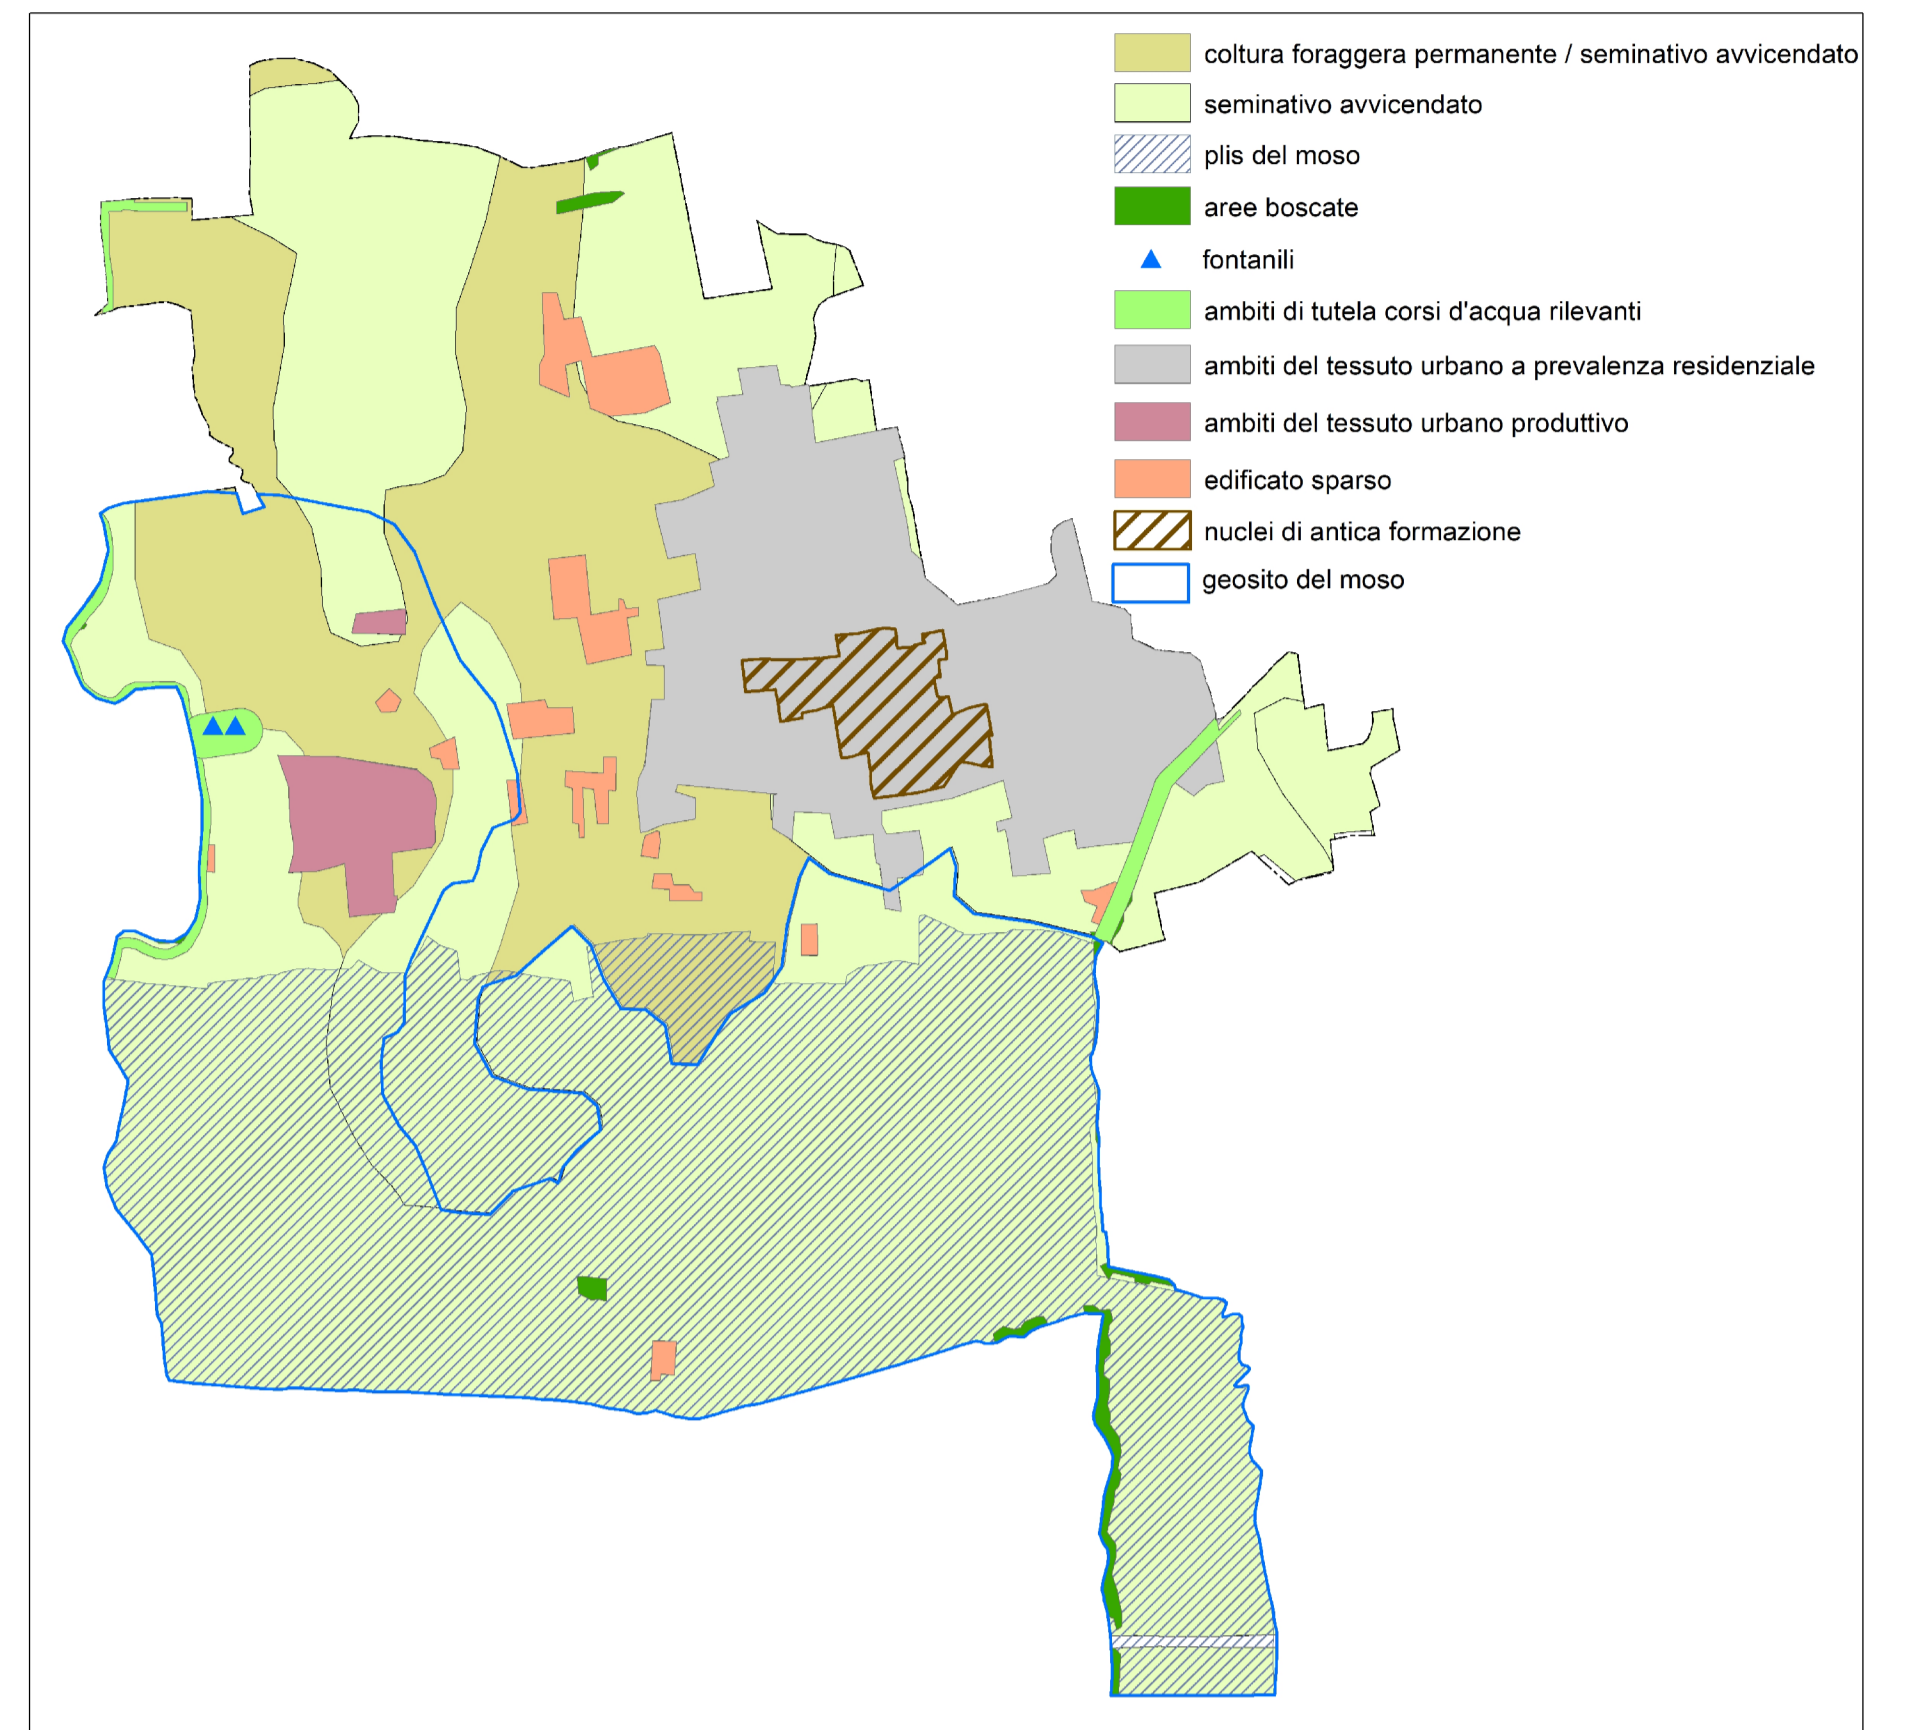 coltura foraggera permanente / seminativo avvicendato
seminativo avvicendato
plis del moso
aree boscate
fontanili
ambiti di tutela corsi d'acqua rilevanti
ambiti del tessuto urbano a prevalenza residenziale
ambiti del tessuto urbano produttivo
edificato sparso
nuclei di antica formazione
geosito del moso